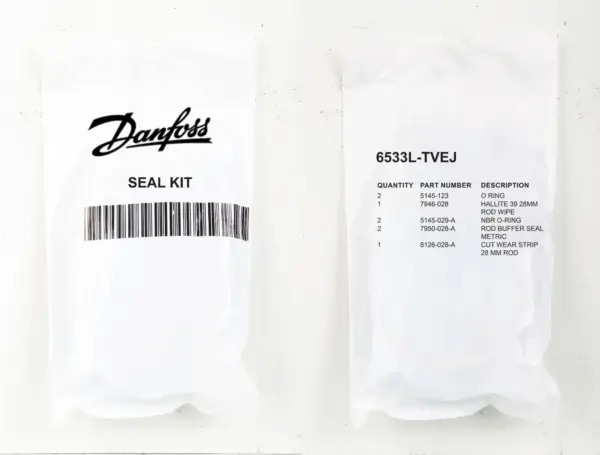 Danfoss
SEAL KIT
6533L-TVEJ
QUANTITY PART NUMBER DESCRIPTION
2 5145-123 O RING
1 7946-028 HALLITE 39 28MM
ROD WIPE
2 5145-029-A NBR O-RING
2 7950-028-A ROD BUFFER SEAL
METRIC
1 8126-028-A CUT WEAR STRIP
28 MM ROD